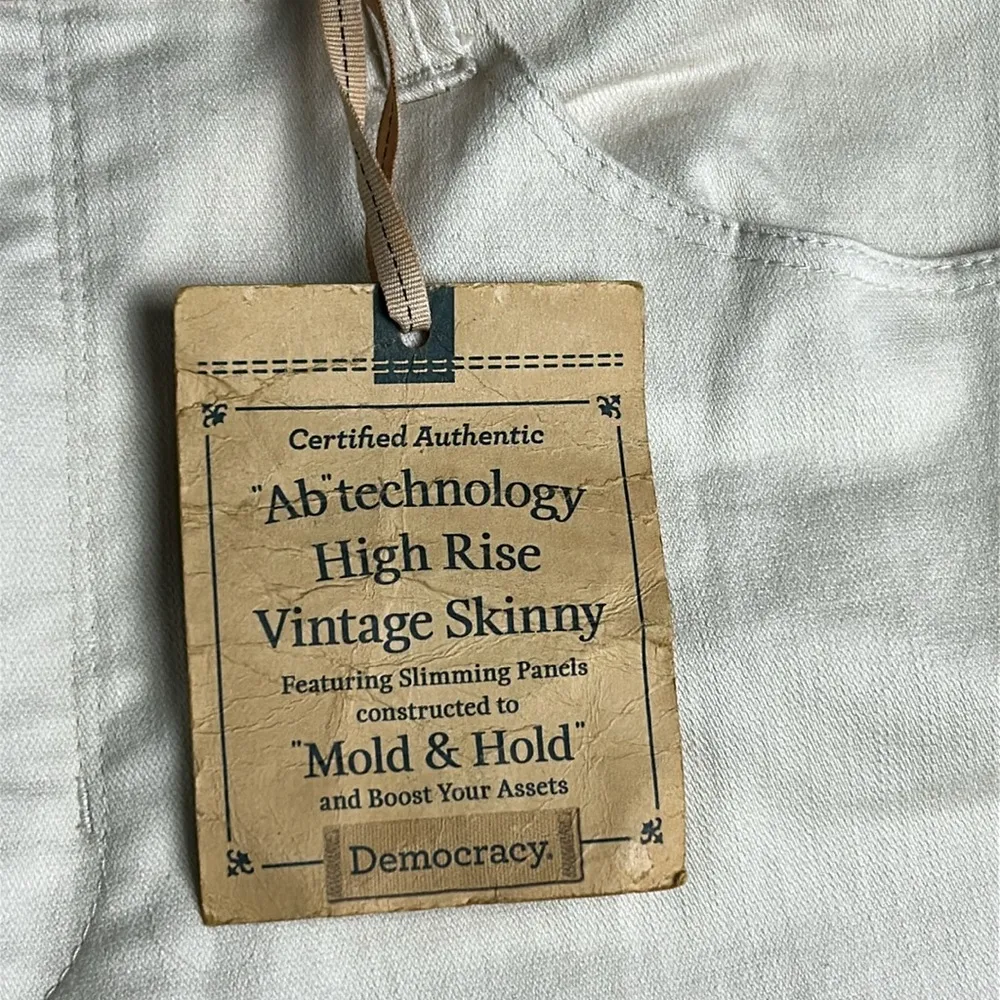 Certified Authentic
"Ab"technology
High Rise
Vintage Skinny
Featuring Slimming Panels
constructed to
"Mold & Hold"
and Boost Your Assets
Democracy.